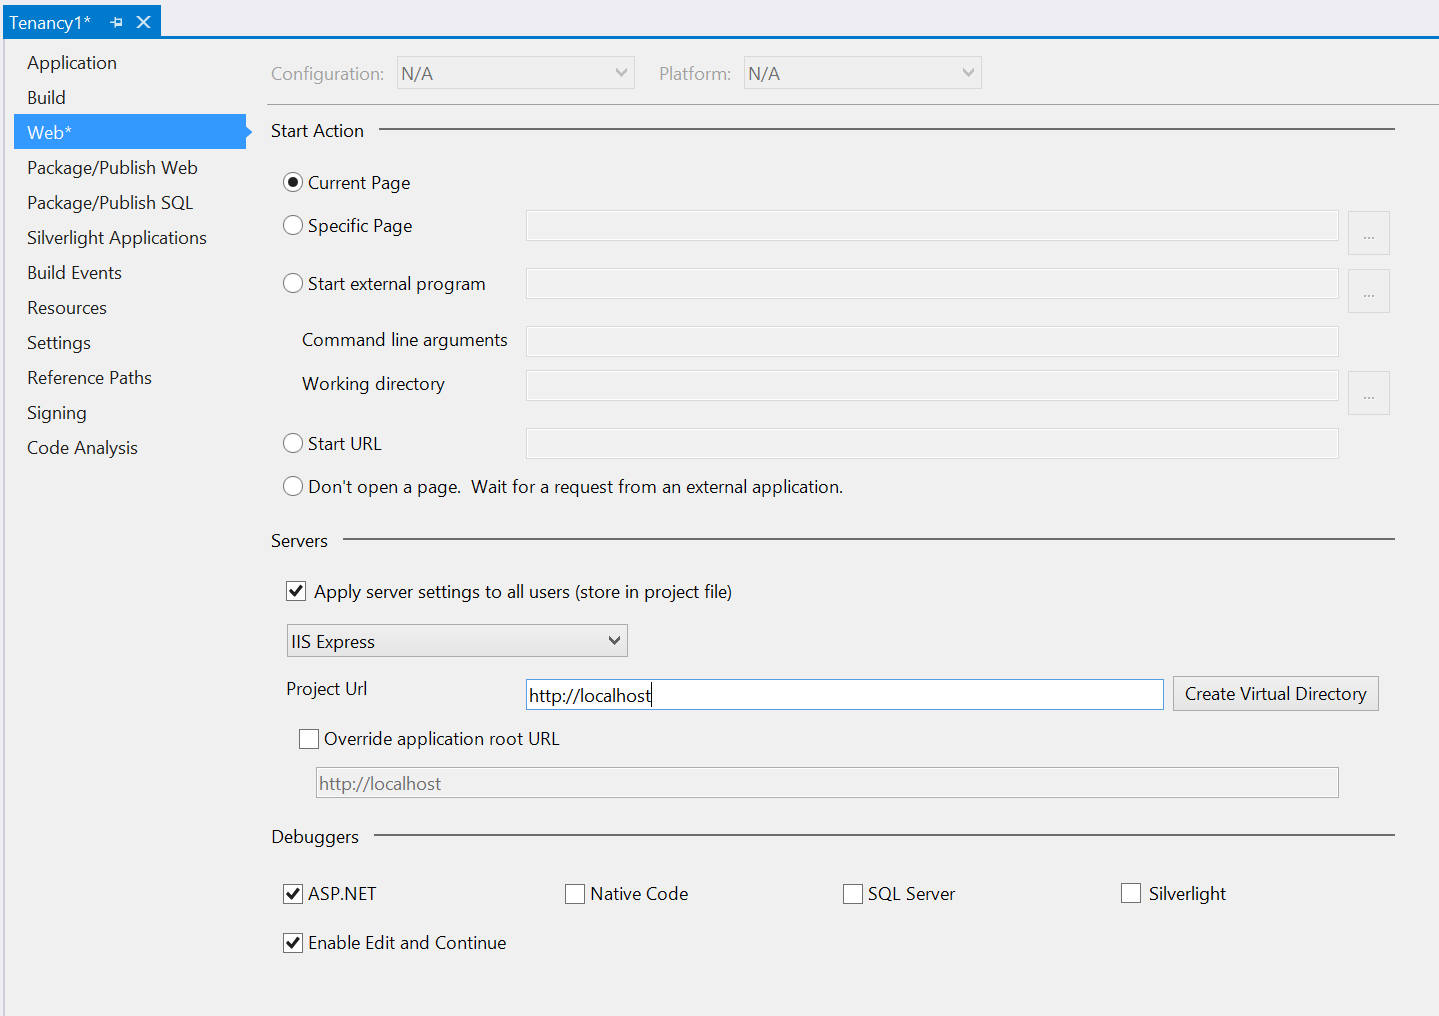 Tenancy1*
Application
Build
Web*
Package/Publish Web
Package/Publish SQL
Silverlight Applications
Build Events
Resources
Settings
Reference Paths
Signing
Code Analysis
Configuration: N/A Platform: N/A
Start Action
Current Page
Specific Page ...
Start external program ...
Command line arguments
Working directory ...
Start URL
Don't open a page.  Wait for a request from an external application.
Servers
Apply server settings to all users (store in project file)
IIS Express
Project Url http://localhost Create Virtual Directory
Override application root URL
http://localhost
Debuggers
ASP.NET Native Code SQL Server Silverlight
Enable Edit and Continue